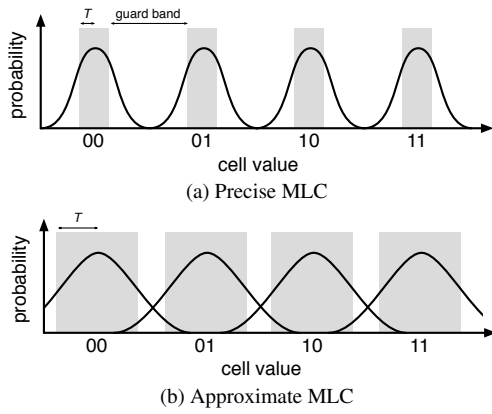 T guard band
probability
00 01 10 11
cell value
(a) Precise MLC
T
probability
00 01 10 11
cell value
(b) Approximate MLC